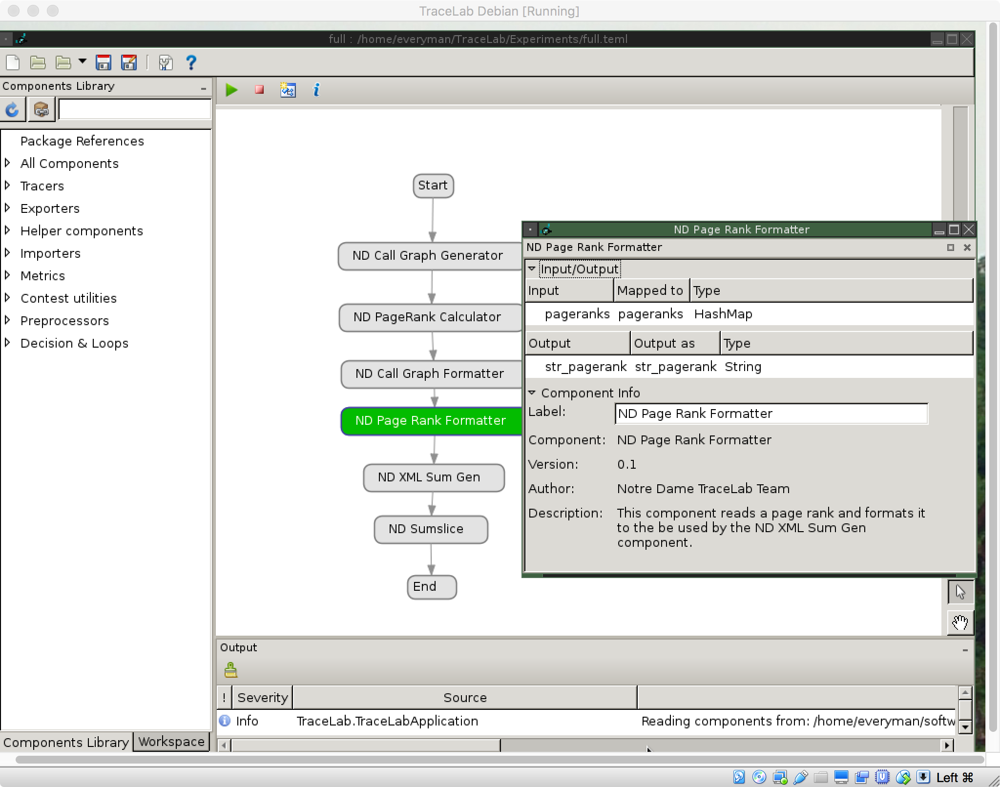 TraceLab Debian [Running]
full : /home/everyman/TraceLab/Experiments/full.teml
Components Library
Package References
All Components
Tracers
Exporters
Helper components
Importers
Metrics
Contest utilities
Preprocessors
Decision & Loops
Components Library
Workspace
Start
ND Call Graph Generator
ND PageRank Calculator
ND Call Graph Formatter
ND Page Rank Formatter
ND XML Sum Gen
ND Sumslice
End
ND Page Rank Formatter
ND Page Rank Formatter
Input/Output
Input Mapped to Type
pageranks pageranks HashMap
Output Output as Type
str_pagerank str_pagerank String
Component Info
Label: ND Page Rank Formatter
Component: ND Page Rank Formatter
Version: 0.1
Author: Notre Dame TraceLab Team
Description: This component reads a page rank and formats it
to the be used by the ND XML Sum Gen
component.
Output
! Severity Source
Info TraceLab.TraceLabApplication Reading components from: /home/everyman/softw
Left ⌘